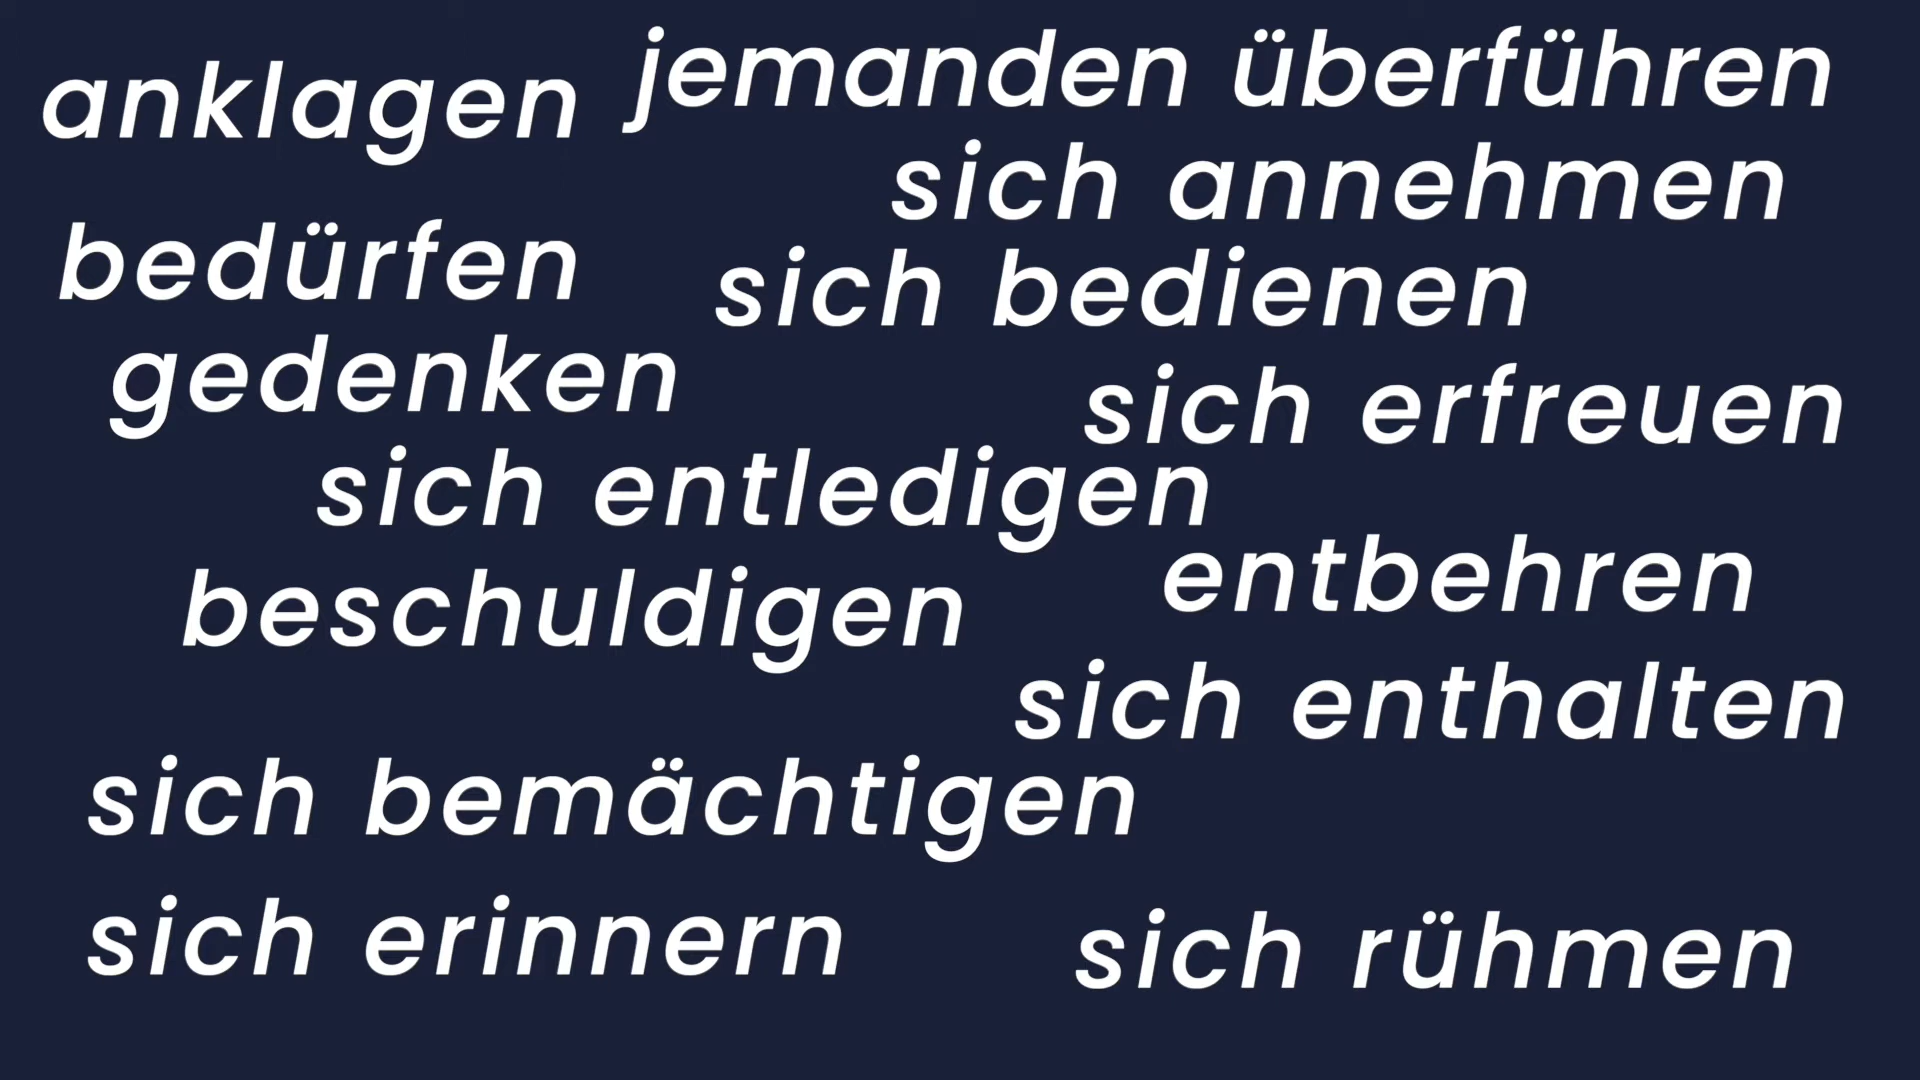 anklagen
jemanden überführen
sich annehmen
bedürfen
sich bedienen
gedenken
sich erfreuen
sich entledigen
entbehren
beschuldigen
sich enthalten
sich bemächtigen
sich erinnern
sich rühmen